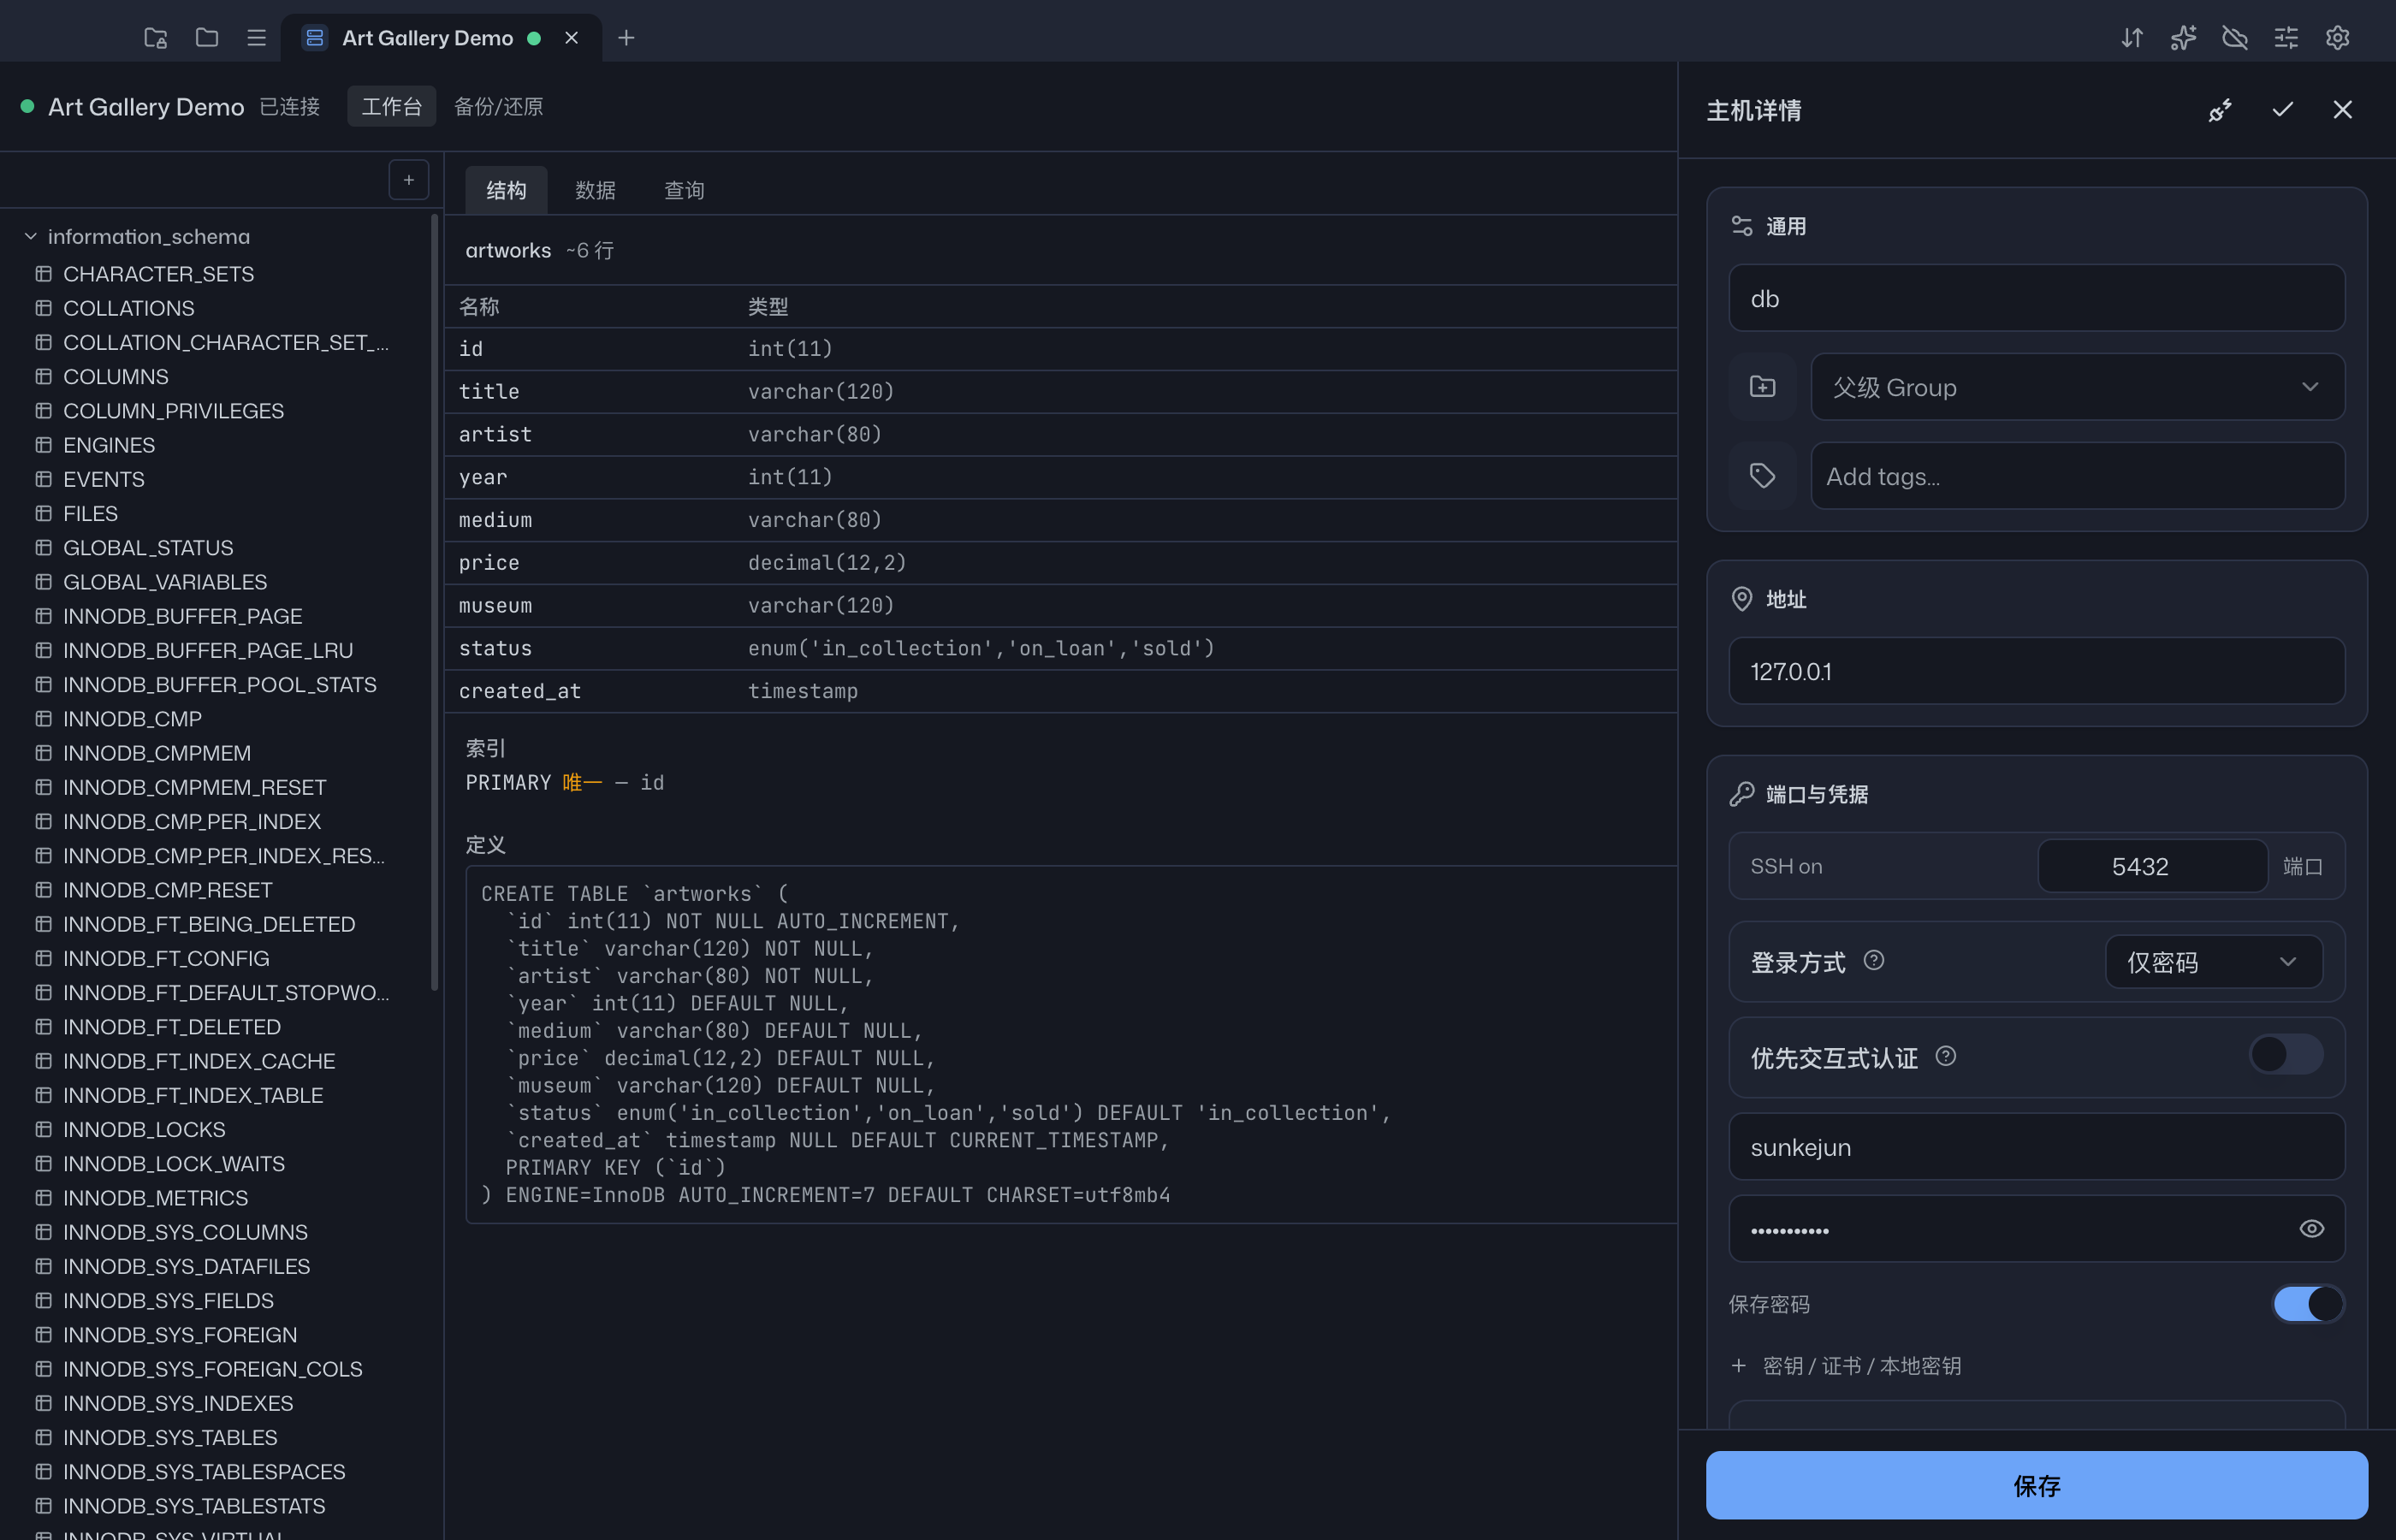 Art Gallery Demo
Art Gallery Demo 已连接 工作台 备份/还原
information_schema
CHARACTER_SETS
COLLATIONS
COLLATION_CHARACTER_SET_...
COLUMNS
COLUMN_PRIVILEGES
ENGINES
EVENTS
FILES
GLOBAL_STATUS
GLOBAL_VARIABLES
INNODB_BUFFER_PAGE
INNODB_BUFFER_PAGE_LRU
INNODB_BUFFER_POOL_STATS
INNODB_CMP
INNODB_CMPMEM
INNODB_CMPMEM_RESET
INNODB_CMP_PER_INDEX
INNODB_CMP_PER_INDEX_RES...
INNODB_CMP_RESET
INNODB_FT_BEING_DELETED
INNODB_FT_CONFIG
INNODB_FT_DEFAULT_STOPWO...
INNODB_FT_DELETED
INNODB_FT_INDEX_CACHE
INNODB_FT_INDEX_TABLE
INNODB_LOCKS
INNODB_LOCK_WAITS
INNODB_METRICS
INNODB_SYS_COLUMNS
INNODB_SYS_DATAFILES
INNODB_SYS_FIELDS
INNODB_SYS_FOREIGN
INNODB_SYS_FOREIGN_COLS
INNODB_SYS_INDEXES
INNODB_SYS_TABLES
INNODB_SYS_TABLESPACES
INNODB_SYS_TABLESTATS
INNODB_SYS_VIRTUAL
结构 数据 查询
artworks ~6 行
名称 类型
id int(11)
title varchar(120)
artist varchar(80)
year int(11)
medium varchar(80)
price decimal(12,2)
museum varchar(120)
status enum('in_collection','on_loan','sold')
created_at timestamp
索引
PRIMARY 唯一 — id
定义
CREATE TABLE `artworks` (
`id` int(11) NOT NULL AUTO_INCREMENT,
`title` varchar(120) NOT NULL,
`artist` varchar(80) NOT NULL,
`year` int(11) DEFAULT NULL,
`medium` varchar(80) DEFAULT NULL,
`price` decimal(12,2) DEFAULT NULL,
`museum` varchar(120) DEFAULT NULL,
`status` enum('in_collection','on_loan','sold') DEFAULT 'in_collection',
`created_at` timestamp NULL DEFAULT CURRENT_TIMESTAMP,
PRIMARY KEY (`id`)
) ENGINE=InnoDB AUTO_INCREMENT=7 DEFAULT CHARSET=utf8mb4
主机详情
通用
db
父级 Group
Add tags...
地址
127.0.0.1
端口与凭据
SSH on 5432 端口
登录方式 仅密码
优先交互式认证
sunkejun
•••••••••••
保存密码
+ 密钥 / 证书 / 本地密钥
保存